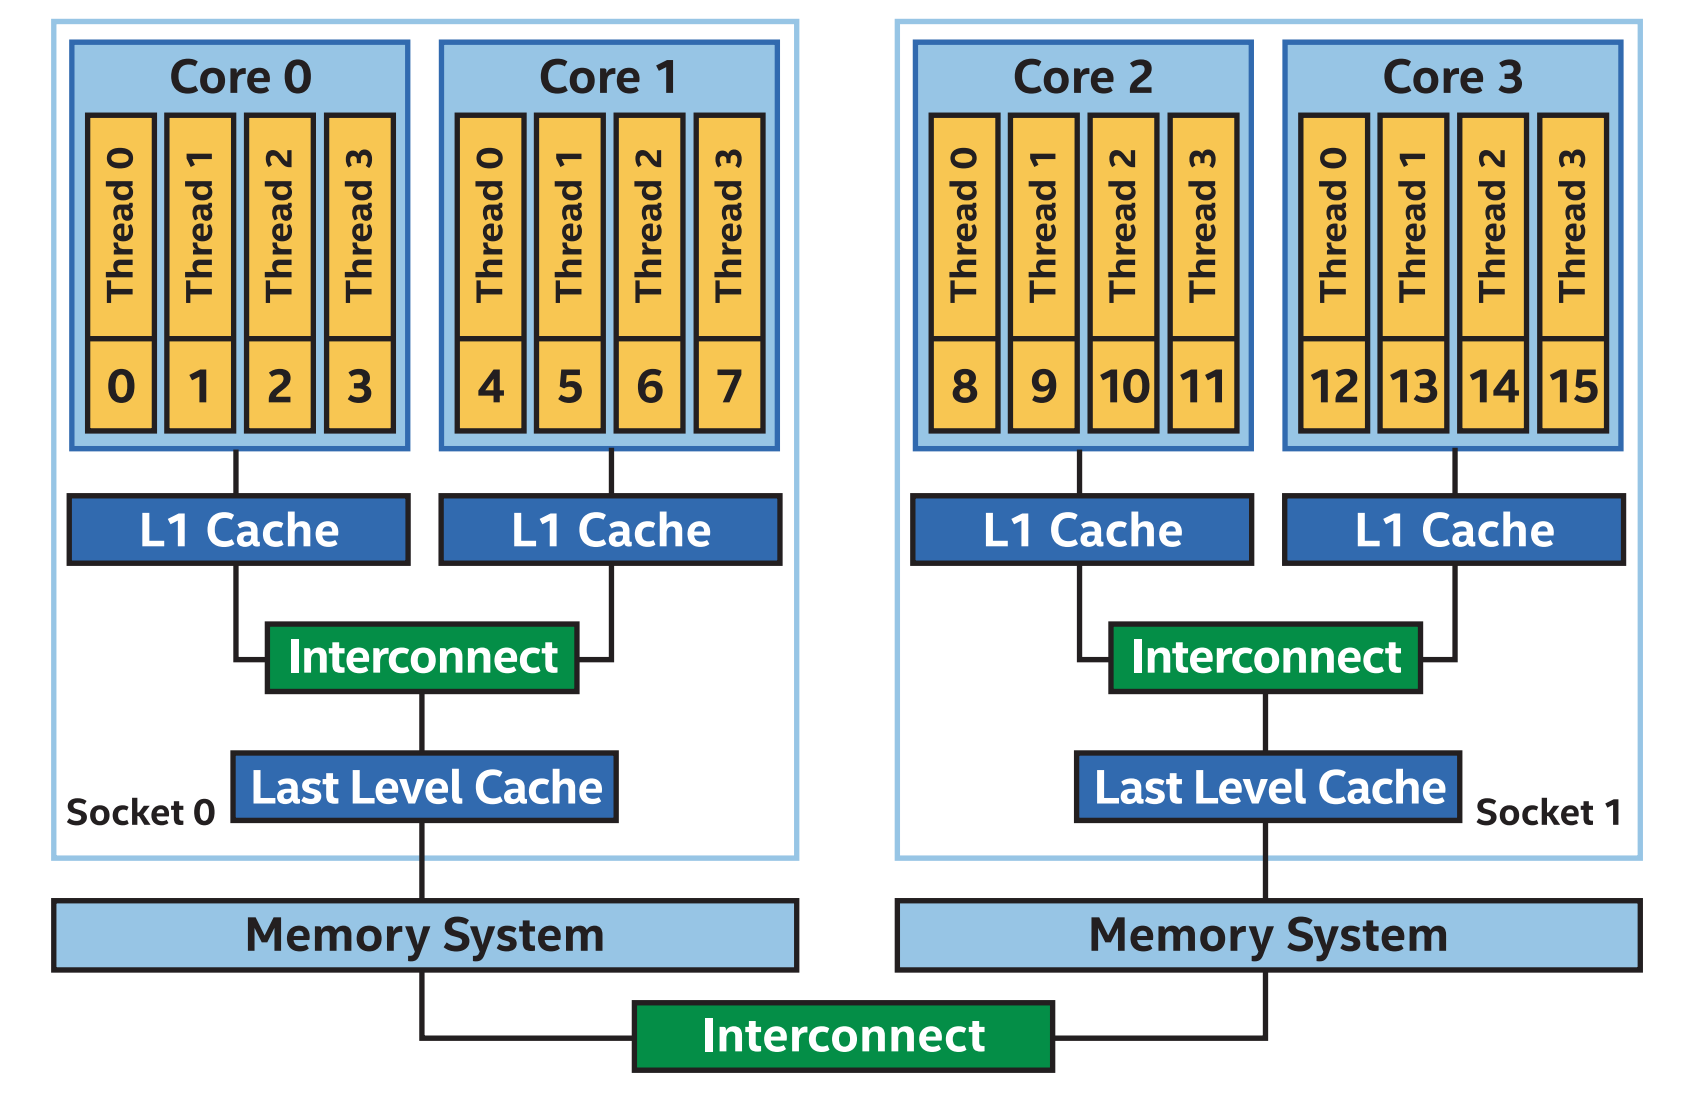 Core 0
Thread 0
Thread 1
Thread 2
Thread 3
0
1
2
3
Core 1
Thread 0
Thread 1
Thread 2
Thread 3
4
5
6
7
L1 Cache
L1 Cache
Interconnect
Last Level Cache
Socket 0
Memory System
Core 2
Thread 0
Thread 1
Thread 2
Thread 3
8
9
10
11
Core 3
Thread 0
Thread 1
Thread 2
Thread 3
12
13
14
15
L1 Cache
L1 Cache
Interconnect
Last Level Cache
Socket 1
Memory System
Interconnect